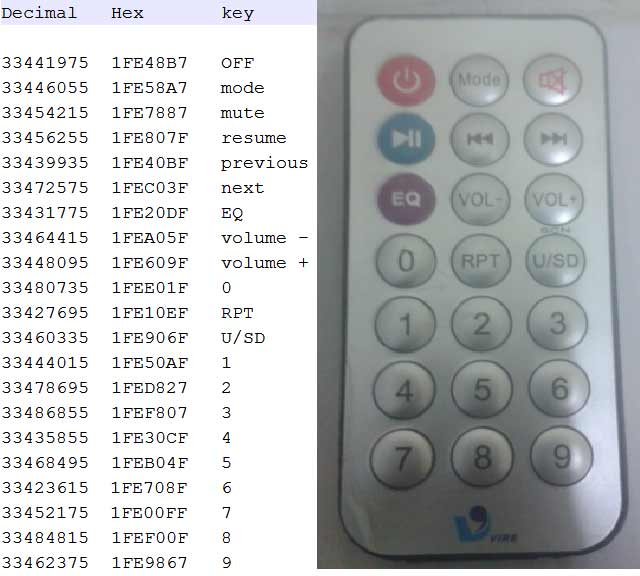 Decimal Hex key
33441975 1FE48B7 OFF
33446055 1FE58A7 mode
33454215 1FE7887 mute
33456255 1FE807F resume
33439935 1FE40BF previous
33472575 1FEC03F next
33431775 1FE20DF EQ
33464415 1FEA05F volume -
33448095 1FE609F volume +
33480735 1FEE01F 0
33427695 1FE10EF RPT
33460335 1FE906F U/SD
33444015 1FE50AF 1
33478695 1FED827 2
33486855 1FEF807 3
33435855 1FE30CF 4
33468495 1FEB04F 5
33423615 1FE708F 6
33452175 1FE00FF 7
33484815 1FEF00F 8
33462375 1FE9867 9
Mode
EQ VOL- VOL+
SCN
0 RPT U/SD
1 2 3
4 5 6
7 8 9
VIRE